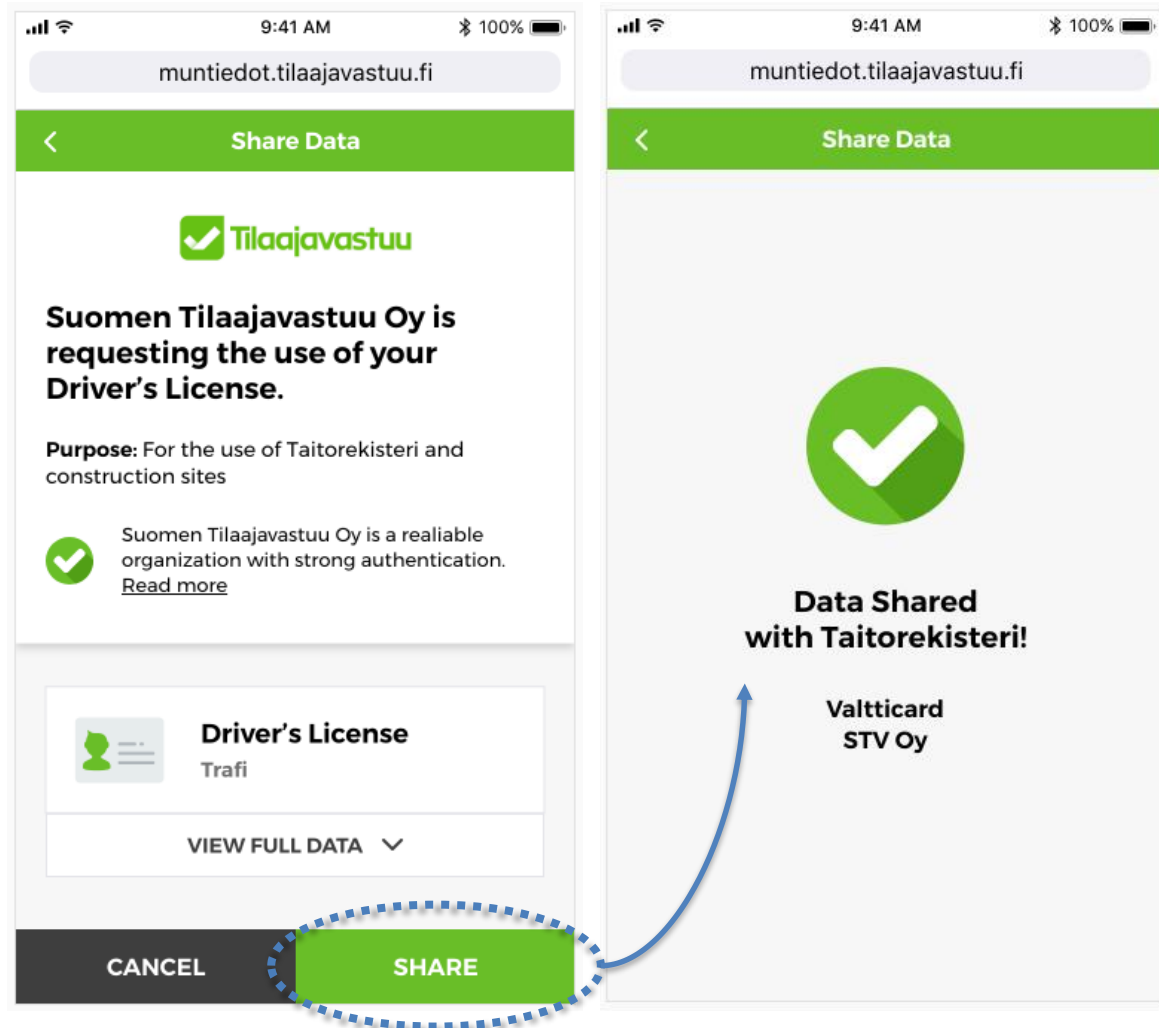 9:41 AM
100%
muntiedot.tilaajavastuu.fi
Share Data
Tilaajavastuu
Suomen Tilaajavastuu Oy is
requesting the use of your
Driver's License.
Purpose: For the use of Taitorekisteri and
construction sites
Suomen Tilaajavastuu Oy is a realiable
organization with strong authentication.
Read more
Driver's License
Trafi
VIEW FULL DATA
CANCEL
SHARE
9:41 AM
100%
muntiedot.tilaajavastuu.fi
Share Data
Data Shared
with Taitorekisteri!
Valtticard
STV Oy